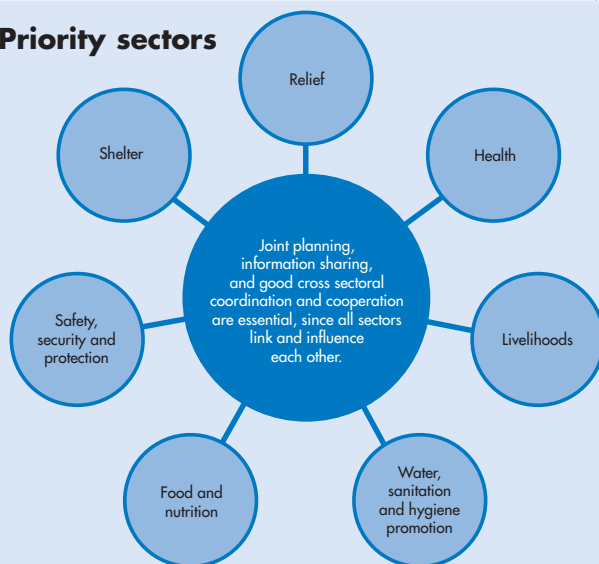 Priority sectors
Relief
Shelter
Health
Joint planning,
information sharing,
and good cross sectoral
coordination and cooperation
are essential, since all sectors
link and influence
each other.
Safety,
security and
protection
Livelihoods
Food and
nutrition
Water,
sanitation
and hygiene
promotion